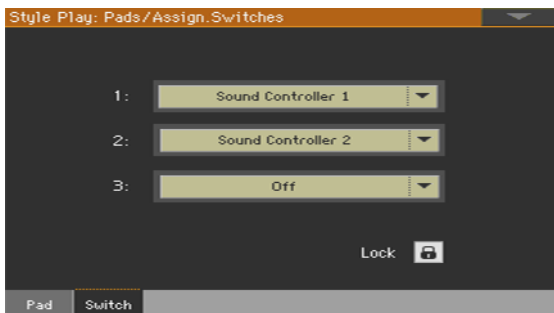 Style Play: Pads/Assign.Switches
1: Sound Controller 1
2: Sound Controller 2
3: Off
Lock
Pad Switch